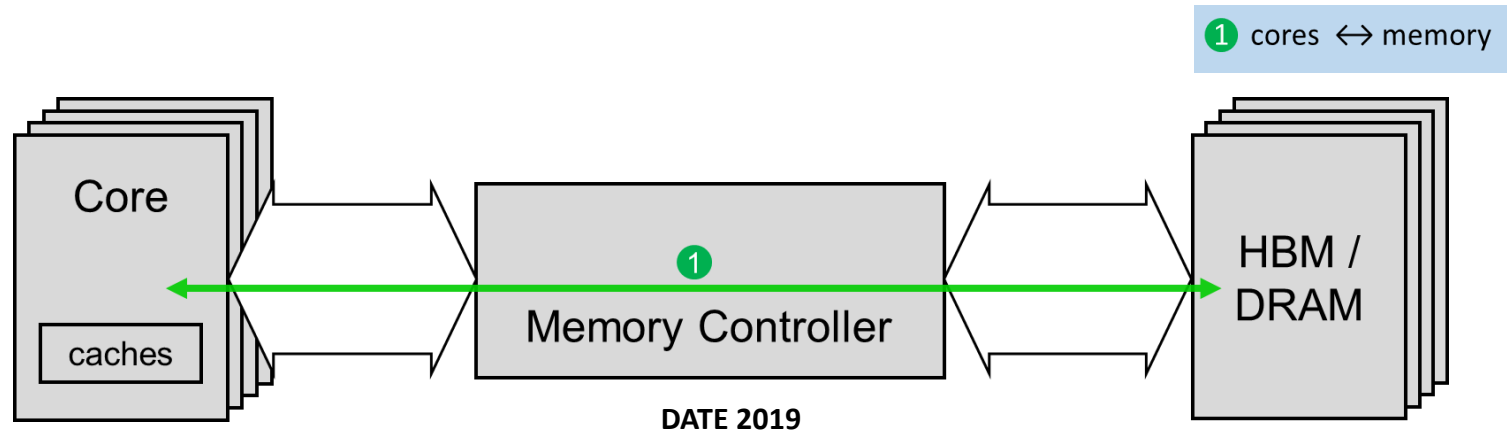 1 cores ↔ memory
Core
caches
1
Memory Controller
HBM /
DRAM
DATE 2019